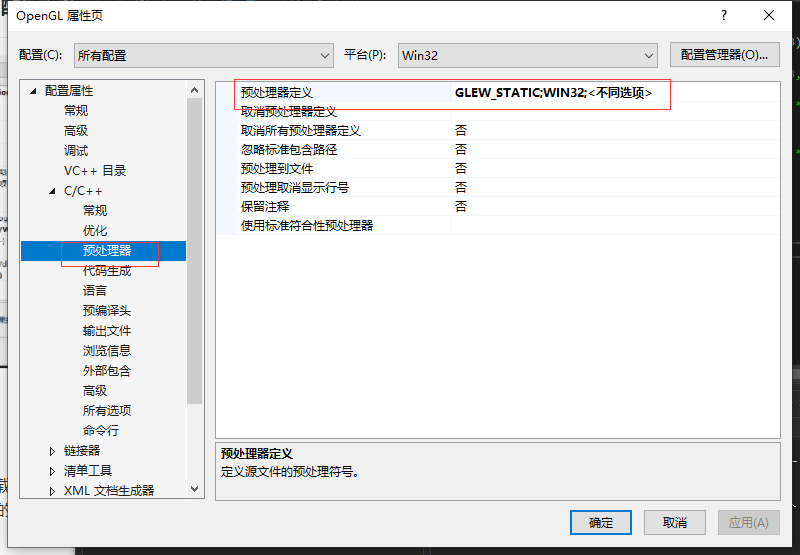 OpenGL 属性页
配置(C): 所有配置 平台(P): Win32 配置管理器(O)...
配置属性
常规
高级
调试
VC++ 目录
C/C++
常规
优化
预处理器
代码生成
语言
预编译头
输出文件
浏览信息
外部包含
高级
所有选项
命令行
链接器
清单工具
XML 文档生成器
预处理器定义 GLEW_STATIC;WIN32;<不同选项>
取消预处理器定义
取消所有预处理器定义 否
忽略标准包含路径 否
预处理到文件 否
预处理取消显示行号 否
保留注释 否
使用标准符合性预处理器
预处理器定义
定义源文件的预处理符号。
确定 取消 应用(A)